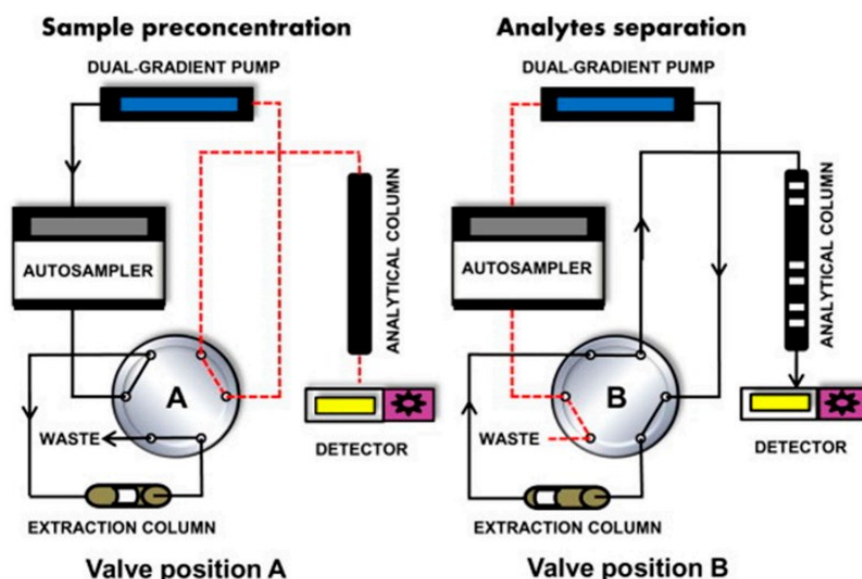 Sample preconcentration
DUAL-GRADIENT PUMP
AUTOSAMPLER
ANALYTICAL COLUMN
A
WASTE
DETECTOR
EXTRACTION COLUMN
Valve position A
Analytes separation
DUAL-GRADIENT PUMP
AUTOSAMPLER
ANALYTICAL COLUMN
B
WASTE
DETECTOR
EXTRACTION COLUMN
Valve position B